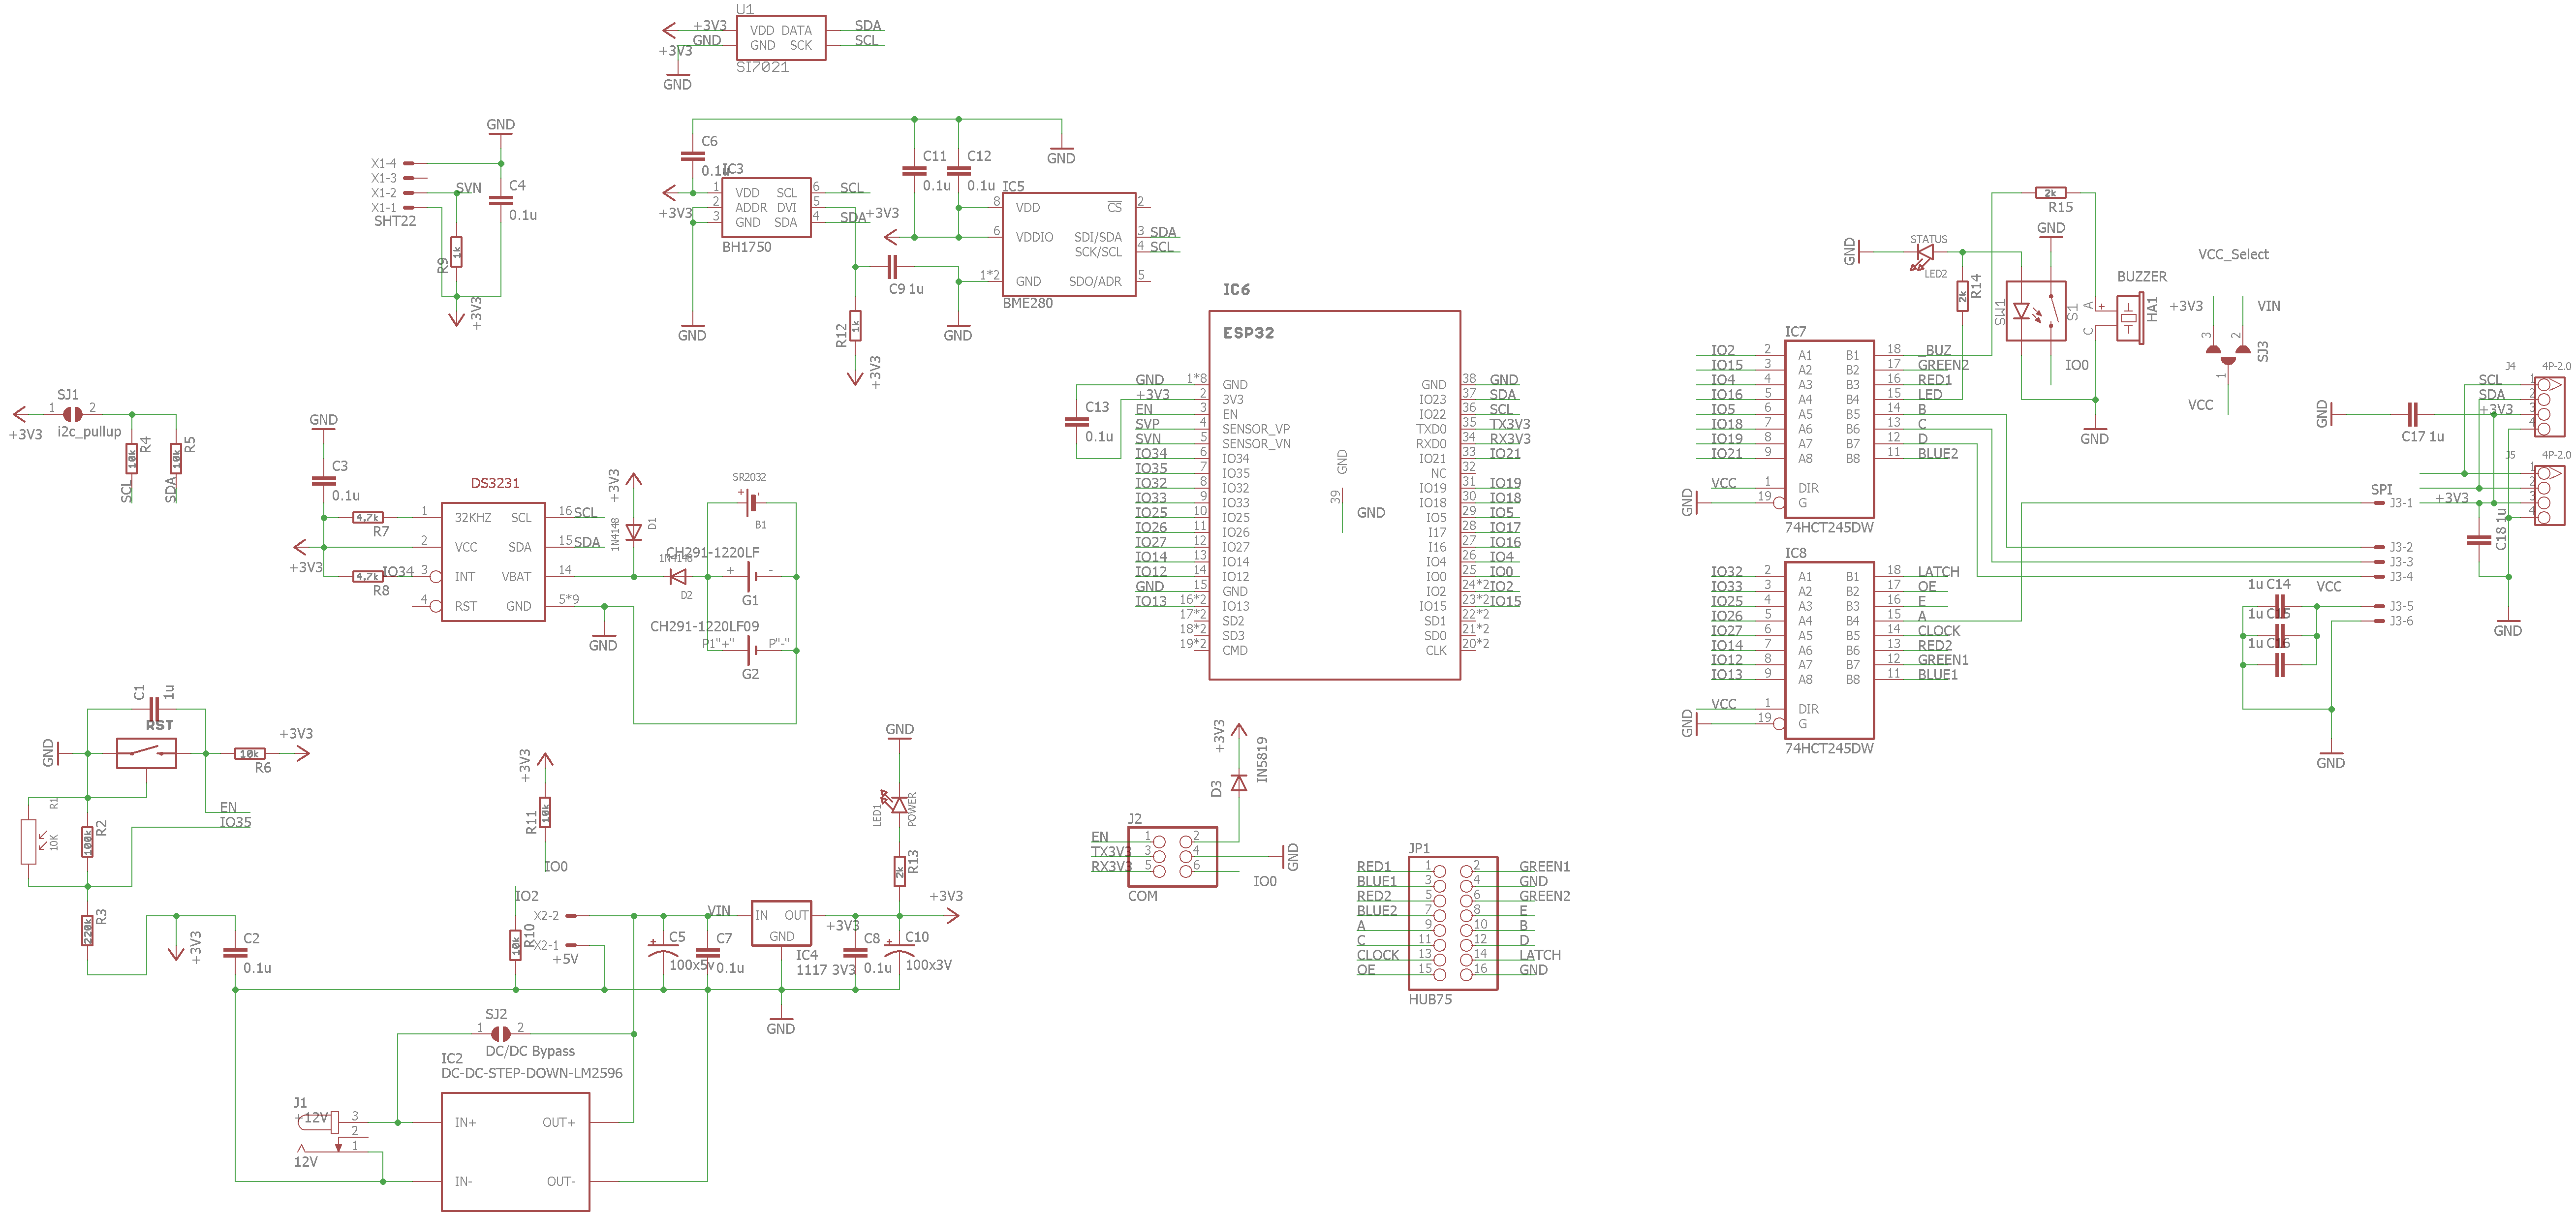 U1
+3V3
GND
VDD DATA
GND SCK
SDA
SCL
+3V3
SI7021
GND
GND
X1-4
X1-3
X1-2
X1-1
SHT22
SVN
C4
0.1u
R9
1k
+3V3
C6
0.1u
IC3
1 VDD SCL 6
2 ADDR DVI 5
3 GND SDA 4
BH1750
SCL
SDA
+3V3
+3V3
GND
C11
0.1u
C12
0.1u
GND
IC5
8 VDD CS 2
6 VDDIO SDI/SDA 3
SCK/SCL 4
1*2 GND SDO/ADR 5
BME280
SDA
SCL
C9 1u
R12
1k
+3V3
GND
SJ1
1 2
i2c_pullup
+3V3
R4
10k
SCL
R5
10k
SDA
GND
C3
0.1u
4,7k
R7
+3V3
4,7k
R8
IO34
DS3231
1 32KHZ SCL 16
2 VCC SDA 15
3 INT VBAT 14
4 RST GND 5*9
SCL
SDA
GND
+3V3
1N4148
D1
1N4148
D2
SR2032
+ -
B1
CH291-1220LF
+ -
G1
CH291-1220LF09
P1"+" P"-"
G2
IC6
ESP32
GND 1*8 GND
+3V3 2 3V3
EN 3 EN
SVP 4 SENSOR_VP
SVN 5 SENSOR_VN
IO34 6 IO34
IO35 7 IO35
IO32 8 IO32
IO33 9 IO33
IO25 10 IO25
IO26 11 IO26
IO27 12 IO27
IO14 13 IO14
IO12 14 IO12
GND 15 GND
IO13 16*2 IO13
17*2 SD2
18*2 SD3
19*2 CMD
GND 38 GND
IO23 37 SDA
IO22 36 SCL
TXD0 35 TX3V3
RXD0 34 RX3V3
IO21 33 IO21
NC 32
IO19 31 IO19
IO18 30 IO18
IO5 29 IO5
I17 28 IO17
I16 27 IO16
IO4 26 IO4
IO0 25 IO0
IO2 24*2 IO2
IO15 23*2 IO15
SD1 22*2
SD0 21*2
CLK 20*2
GND
39
GND
C13
0.1u
IC7
IO2 2 A1 B1 18 _BUZ
IO15 3 A2 B2 17 GREEN2
IO4 4 A3 B3 16 RED1
IO16 5 A4 B4 15 LED
IO5 6 A5 B5 14 B
IO18 7 A6 B6 13 C
IO19 8 A7 B7 12 D
IO21 9 A8 B8 11 BLUE2
VCC 1 DIR
GND 19 G
74HCT245DW
IC8
IO32 2 A1 B1 18 LATCH
IO33 3 A2 B2 17 OE
IO25 4 A3 B3 16 E
IO26 5 A4 B4 15 A
IO27 6 A5 B5 14 CLOCK
IO14 7 A6 B6 13 RED2
IO12 8 A7 B7 12 GREEN1
IO13 9 A8 B8 11 BLUE1
VCC 1 DIR
GND 19 G
74HCT245DW
GND
STATUS
LED2
2k
R14
2k
R15
GND
SW1
S1
IO0
A
C
+
BUZZER
HA1
GND
VCC_Select
+3V3
VIN
3
2
1
SJ3
VCC
J4 4P-2.0
SCL 1
SDA 2
+3V3 3
4
J5 4P-2.0
1
2
3
4
GND
C17 1u
SPI
J3-1
+3V3
J3-2
J3-3
J3-4
J3-5
J3-6
C18 1u
GND
1u C14
1u C15
1u C16
VCC
GND
C1
1u
RST
GND
10k
R6
+3V3
EN
IO35
R1
10K
R2
100k
R3
220k
+3V3
C2
0.1u
+3V3
R11
10k
IO0
IO2
R10
10k
X2-2
X2-1
+5V
VIN
C5
100x5v
C7
0.1u
IN OUT
GND
IC4
1117 3V3
+3V3
C8
0.1u
C10
100x3V
GND
LED1
POWER
R13
2k
+3V3
GND
SJ2
1 2
DC/DC Bypass
IC2
DC-DC-STEP-DOWN-LM2596
IN+ OUT+
IN- OUT-
J1
+12V
3
2
1
12V
+3V3
D3
IN5819
J2
EN 1 2
TX3V3 3 4
RX3V3 5 6
COM
GND
IO0
JP1
RED1 1 2 GREEN1
BLUE1 3 4 GND
RED2 5 6 GREEN2
BLUE2 7 8 E
A 9 10 B
C 11 12 D
CLOCK 13 14 LATCH
OE 15 16 GND
HUB75